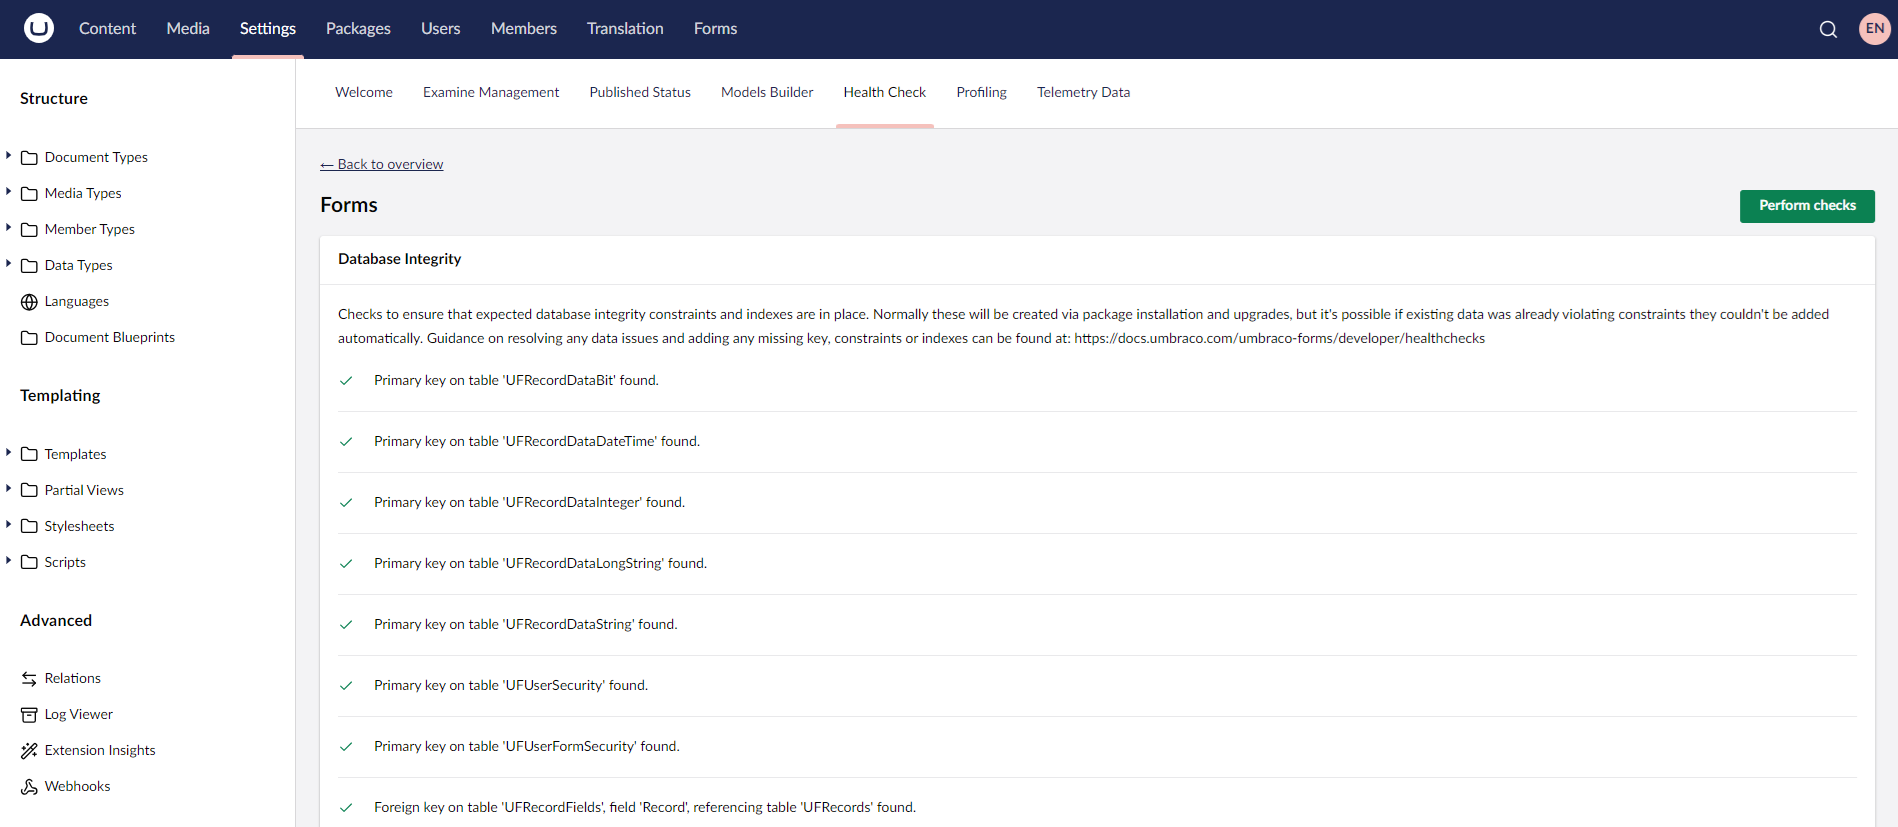 Content Media Settings Packages Users Members Translation Forms EN
Structure
Document Types
Media Types
Member Types
Data Types
Languages
Document Blueprints
Templating
Templates
Partial Views
Stylesheets
Scripts
Advanced
Relations
Log Viewer
Extension Insights
Webhooks
Welcome Examine Management Published Status Models Builder Health Check Profiling Telemetry Data
← Back to overview
Forms
Perform checks
Database Integrity
Checks to ensure that expected database integrity constraints and indexes are in place. Normally these will be created via package installation and upgrades, but it's possible if existing data was already violating constraints they couldn't be added
automatically. Guidance on resolving any data issues and adding any missing key, constraints or indexes can be found at: https://docs.umbraco.com/umbraco-forms/developer/healthchecks
Primary key on table 'UFRecordDataBit' found.
Primary key on table 'UFRecordDataDateTime' found.
Primary key on table 'UFRecordDataInteger' found.
Primary key on table 'UFRecordDataLongString' found.
Primary key on table 'UFRecordDataString' found.
Primary key on table 'UFUserSecurity' found.
Primary key on table 'UFUserFormSecurity' found.
Foreign key on table 'UFRecordFields', field 'Record', referencing table 'UFRecords' found.